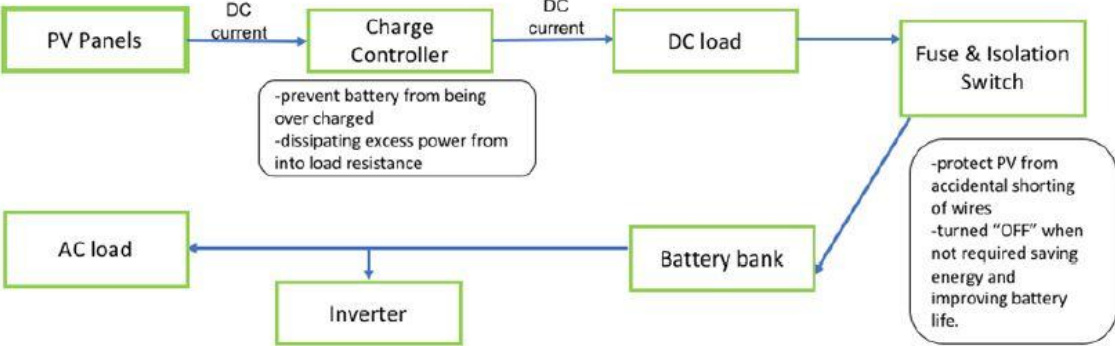 PV Panels
DC
current
Charge
Controller
DC
current
DC load
Fuse & Isolation
Switch
-prevent battery from being
over charged
-dissipating excess power from
into load resistance
-protect PV from
accidental shorting
of wires
-turned “OFF” when
not required saving
energy and
improving battery
life.
AC load
Battery bank
Inverter